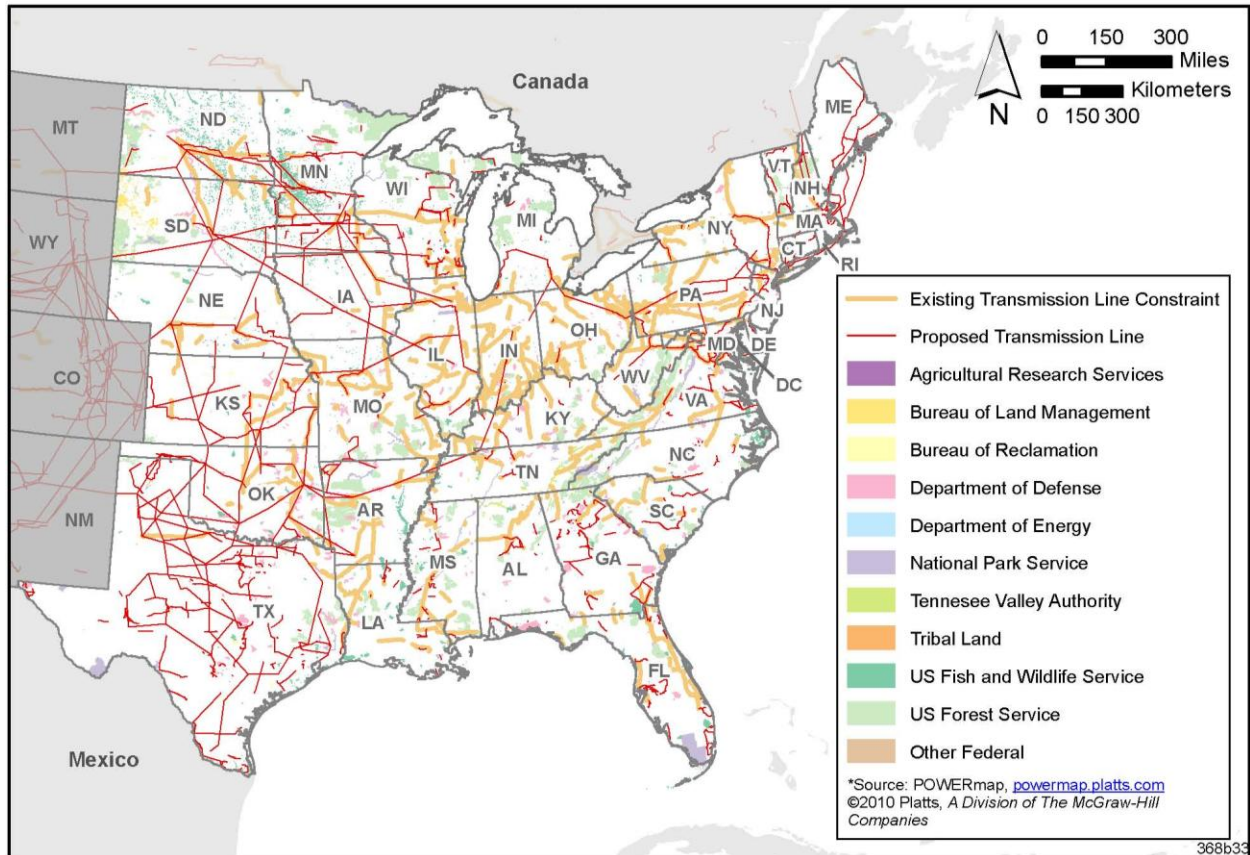 Canada
Mexico
0 150 300
Miles
Kilometers
0 150 300
N
MT
ND
MN
WI
MI
ME
VT
NH
MA
NY
CT
RI
WY
SD
NE
IA
PA
NJ
CO
IL
IN
OH
MD
DE
DC
WV
VA
KS
MO
KY
NC
NM
OK
AR
TN
SC
TX
LA
MS
AL
GA
FL
Existing Transmission Line Constraint
Proposed Transmission Line
Agricultural Research Services
Bureau of Land Management
Bureau of Reclamation
Department of Defense
Department of Energy
National Park Service
Tennesee Valley Authority
Tribal Land
US Fish and Wildlife Service
US Forest Service
Other Federal
*Source: POWERmap, powermap.platts.com
©2010 Platts, A Division of The McGraw-Hill
Companies
368b33